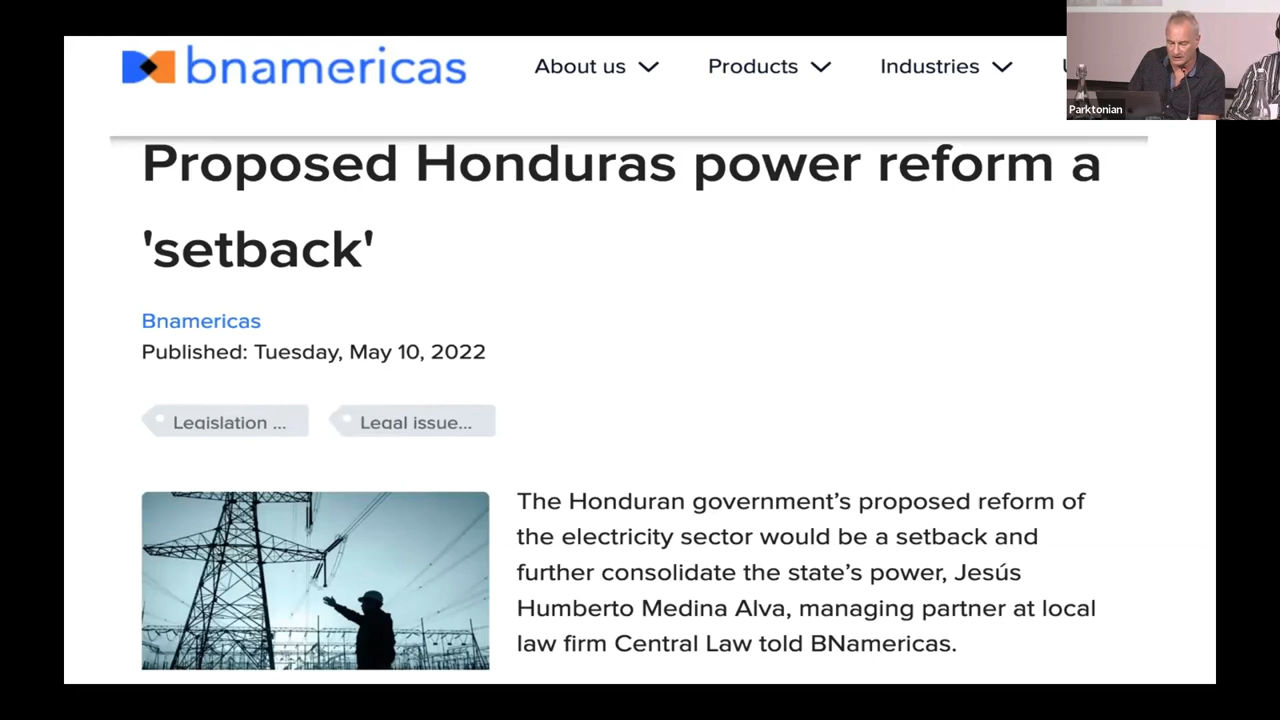 bnamericas
About us
Products
Industries
Parktonian
Proposed Honduras power reform a
'setback'
Bnamericas
Published: Tuesday, May 10, 2022
Legislation ...
Legal issue...
The Honduran government’s proposed reform of
the electricity sector would be a setback and
further consolidate the state’s power, Jesús
Humberto Medina Alva, managing partner at local
law firm Central Law told BNamericas.